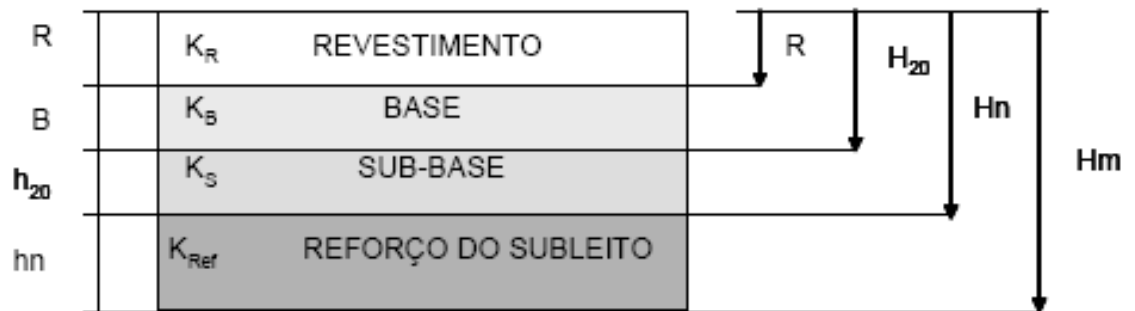 R K_R REVESTIMENTO R
H_20
B K_B BASE Hn
h_20 K_S SUB-BASE Hm
hn K_Ref REFORÇO DO SUBLEITO